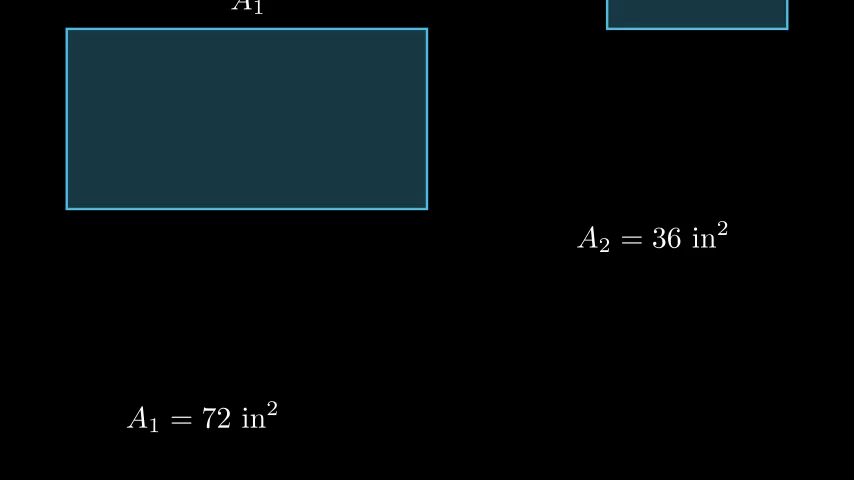 A₁
A₂ = 36 in²
A₁ = 72 in²